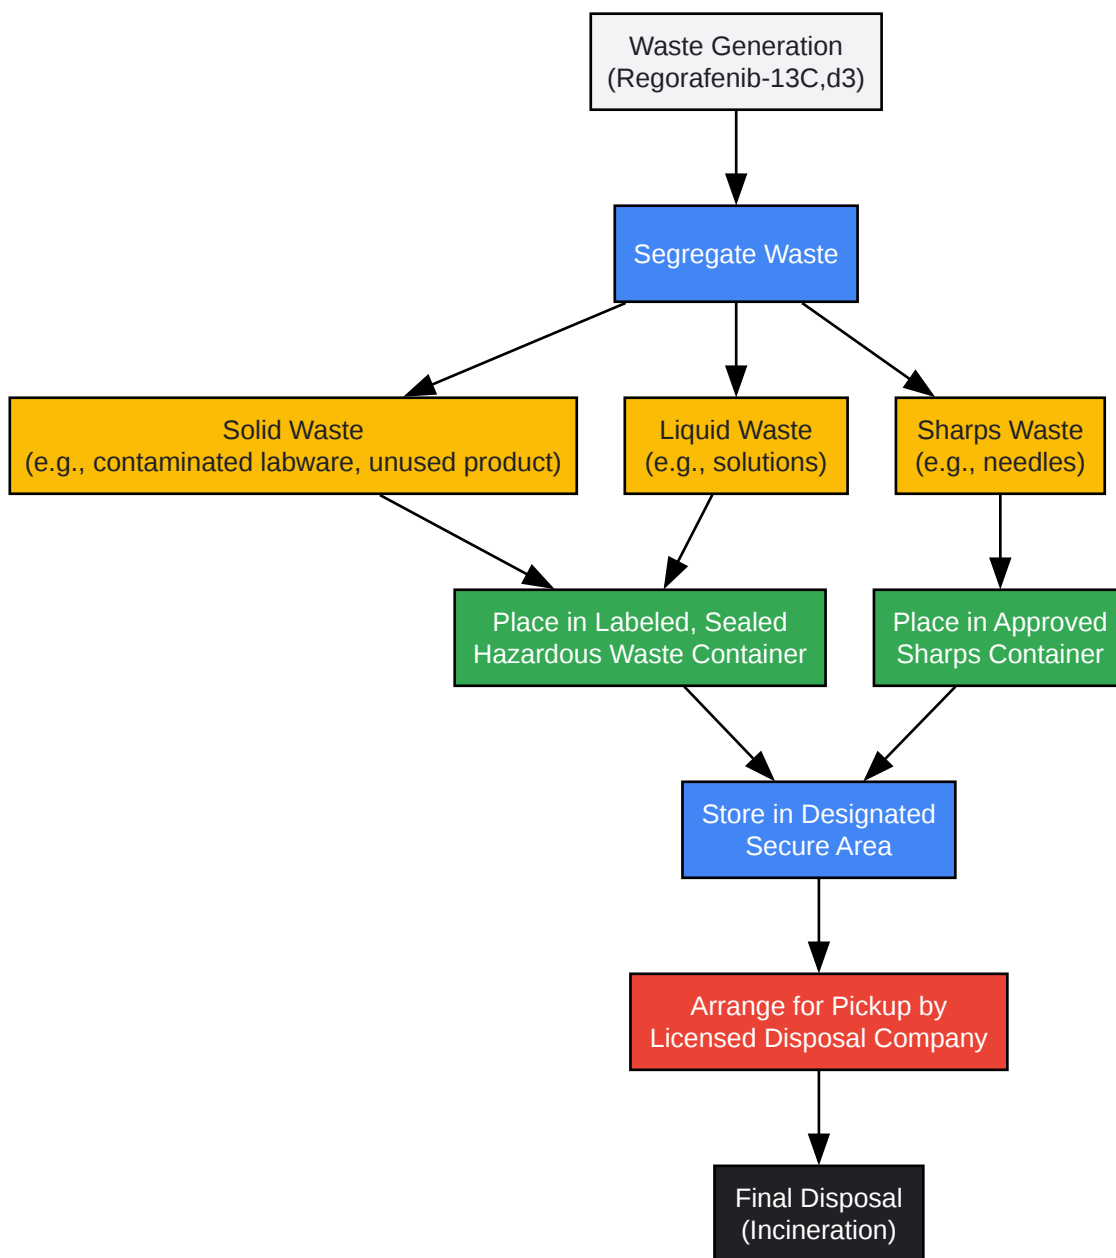 Waste Generation
(Regorafenib-13C,d3)
Segregate Waste
Solid Waste
(e.g., contaminated labware, unused product)
Liquid Waste
(e.g., solutions)
Sharps Waste
(e.g., needles)
Place in Labeled, Sealed
Hazardous Waste Container
Place in Approved
Sharps Container
Store in Designated
Secure Area
Arrange for Pickup by
Licensed Disposal Company
Final Disposal
(Incineration)